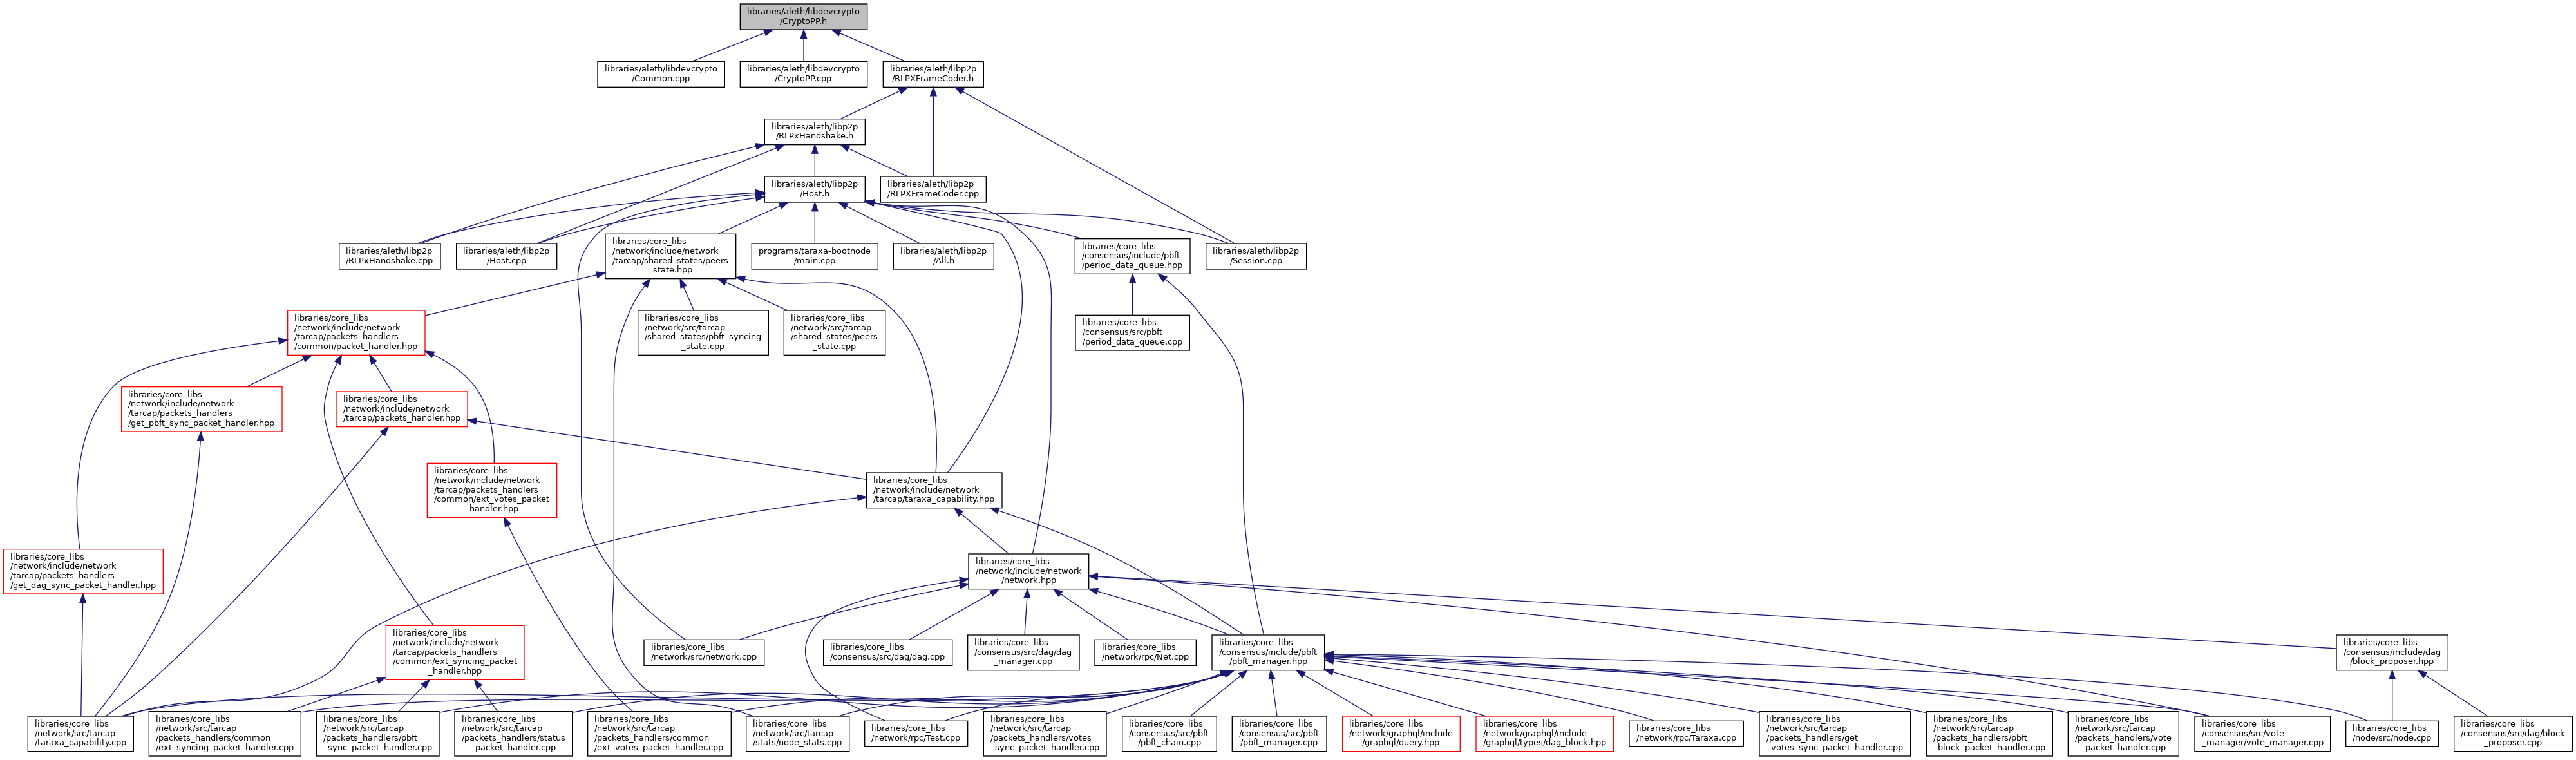 libraries/aleth/libdevcrypto
/CryptoPP.h
libraries/aleth/libdevcrypto
/Common.cpp
libraries/aleth/libdevcrypto
/CryptoPP.cpp
libraries/aleth/libp2p
/RLPXFrameCoder.h
libraries/aleth/libp2p
/RLPxHandshake.h
libraries/aleth/libp2p
/Host.h
libraries/aleth/libp2p
/RLPXFrameCoder.cpp
libraries/aleth/libp2p
/RLPxHandshake.cpp
libraries/aleth/libp2p
/Host.cpp
libraries/core_libs
/network/include/network
/tarcap/shared_states/peers
_state.hpp
programs/taraxa-bootnode
/main.cpp
libraries/aleth/libp2p
/All.h
libraries/core_libs
/consensus/include/pbft
/period_data_queue.hpp
libraries/aleth/libp2p
/Session.cpp
libraries/core_libs
/network/include/network
/tarcap/packets_handlers
/common/packet_handler.hpp
libraries/core_libs
/network/src/tarcap
/shared_states/pbft_syncing
_state.cpp
libraries/core_libs
/network/src/tarcap
/shared_states/peers
_state.cpp
libraries/core_libs
/consensus/src/pbft
/period_data_queue.cpp
libraries/core_libs
/network/include/network
/tarcap/packets_handlers
/get_pbft_sync_packet_handler.hpp
libraries/core_libs
/network/include/network
/tarcap/packets_handler.hpp
libraries/core_libs
/network/include/network
/tarcap/packets_handlers
/common/ext_votes_packet
_handler.hpp
libraries/core_libs
/network/include/network
/tarcap/taraxa_capability.hpp
libraries/core_libs
/network/include/network
/tarcap/packets_handlers
/get_dag_sync_packet_handler.hpp
libraries/core_libs
/network/include/network
/network.hpp
libraries/core_libs
/network/include/network
/tarcap/packets_handlers
/common/ext_syncing_packet
_handler.hpp
libraries/core_libs
/network/src/network.cpp
libraries/core_libs
/consensus/src/dag/dag.cpp
libraries/core_libs
/consensus/src/dag/dag
_manager.cpp
libraries/core_libs
/network/rpc/Net.cpp
libraries/core_libs
/consensus/include/pbft
/pbft_manager.hpp
libraries/core_libs
/consensus/include/dag
/block_proposer.hpp
libraries/core_libs
/network/src/tarcap
/taraxa_capability.cpp
libraries/core_libs
/network/src/tarcap
/packets_handlers/common
/ext_syncing_packet_handler.cpp
libraries/core_libs
/network/src/tarcap
/packets_handlers/pbft
_sync_packet_handler.cpp
libraries/core_libs
/network/src/tarcap
/packets_handlers/status
_packet_handler.cpp
libraries/core_libs
/network/src/tarcap
/packets_handlers/common
/ext_votes_packet_handler.cpp
libraries/core_libs
/network/src/tarcap
/stats/node_stats.cpp
libraries/core_libs
/network/rpc/Test.cpp
libraries/core_libs
/network/src/tarcap
/packets_handlers/votes
_sync_packet_handler.cpp
libraries/core_libs
/consensus/src/pbft
/pbft_chain.cpp
libraries/core_libs
/consensus/src/pbft
/pbft_manager.cpp
libraries/core_libs
/network/graphql/include
/graphql/query.hpp
libraries/core_libs
/network/graphql/include
/graphql/types/dag_block.hpp
libraries/core_libs
/network/rpc/Taraxa.cpp
libraries/core_libs
/network/src/tarcap
/packets_handlers/get
_votes_sync_packet_handler.cpp
libraries/core_libs
/network/src/tarcap
/packets_handlers/pbft
_block_packet_handler.cpp
libraries/core_libs
/network/src/tarcap
/packets_handlers/vote
_packet_handler.cpp
libraries/core_libs
/consensus/src/vote
_manager/vote_manager.cpp
libraries/core_libs
/node/src/node.cpp
libraries/core_libs
/consensus/src/dag/block
_proposer.cpp